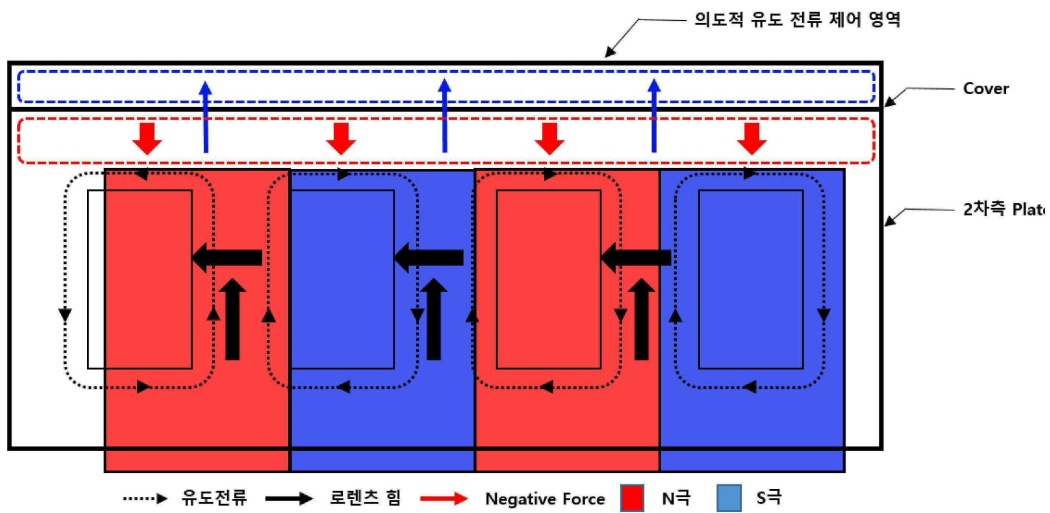 의도적 유도 전류 제어 영역
Cover
2차측 Plate
유도전류 로렌츠 힘 Negative Force N극 S극